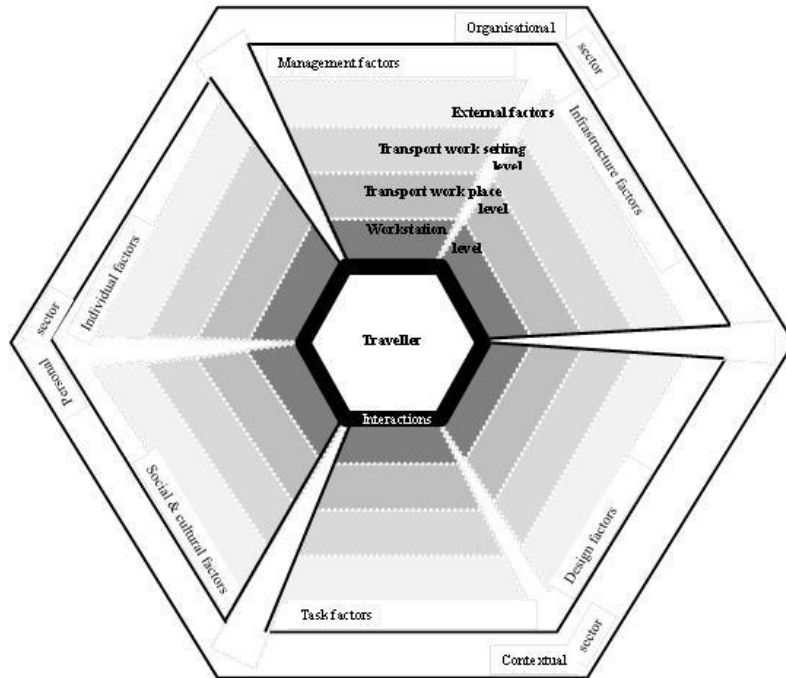 Organisational
sector
Management factors
External factors
Infrastructure factors
Transport work setting
level
Transport work place
level
Workstation
level
Individual factors
sector
Personal
Traveller
Interactions
Social & cultural factors
Design factors
Task factors
sector
Contextual